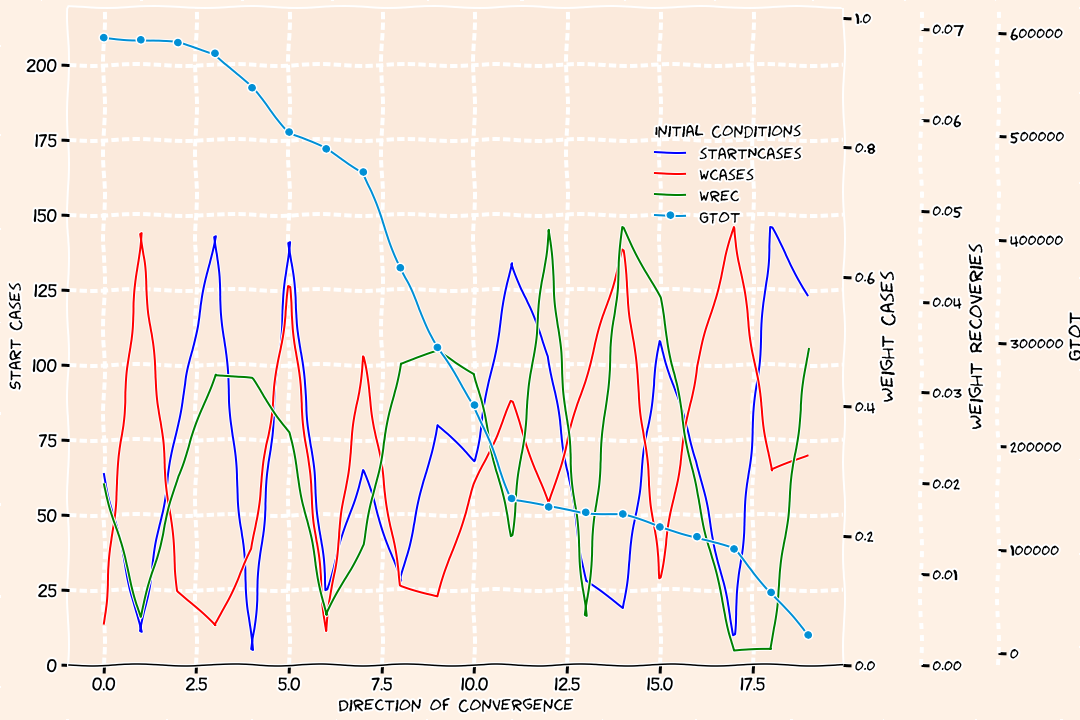 START CASES
200
175
150
125
100
75
50
25
0
0.0 2.5 5.0 7.5 10.0 12.5 15.0 17.5
DIRECTION OF CONVERGENCE
INITIAL CONDITIONS
STARTNCASES
WCASES
WREC
GTOT
1.0
0.8
0.6
0.4
0.2
0.0
WEIGHT CASES
0.07
0.06
0.05
0.04
0.03
0.02
0.01
0.00
WEIGHT RECOVERIES
600000
500000
400000
300000
200000
100000
0
GTOT